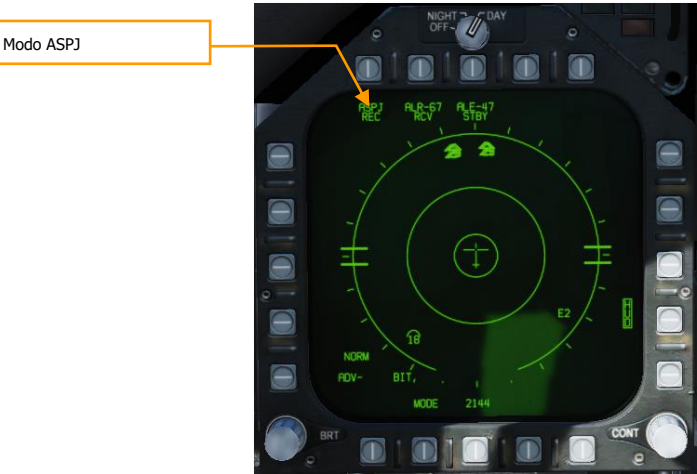 Modo ASPJ
NIGHT DAY
OFF
ASPJ ALR-67 ALE-47
REC RCV STBY
E2
HUD
18
NORM
ADV- BIT,
MODE 2144
BRT
CONT